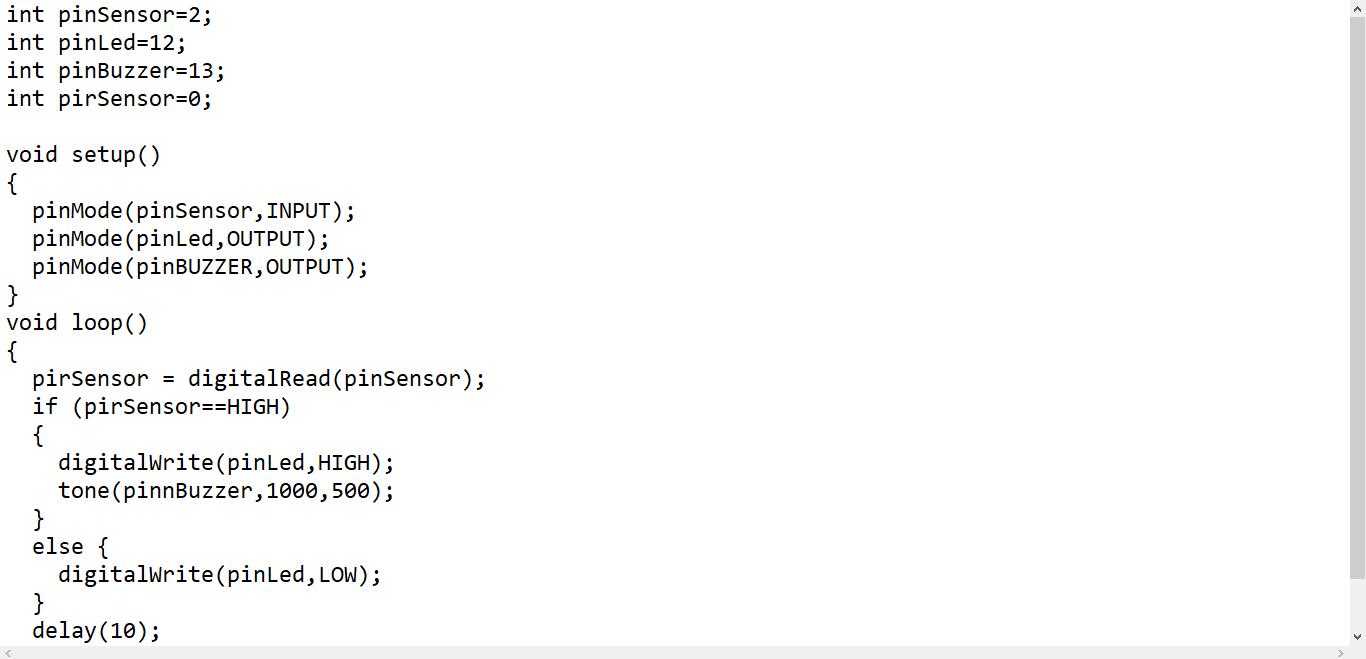 int pinSensor=2;
int pinLed=12;
int pinBuzzer=13;
int pirSensor=0;

void setup()
{
  pinMode(pinSensor,INPUT);
  pinMode(pinLed,OUTPUT);
  pinMode(pinBUZZER,OUTPUT);
}
void loop()
{
  pirSensor = digitalRead(pinSensor);
  if (pirSensor==HIGH)
  {
    digitalWrite(pinLed,HIGH);
    tone(pinnBuzzer,1000,500);
  }
  else {
    digitalWrite(pinLed,LOW);
  }
  delay(10);